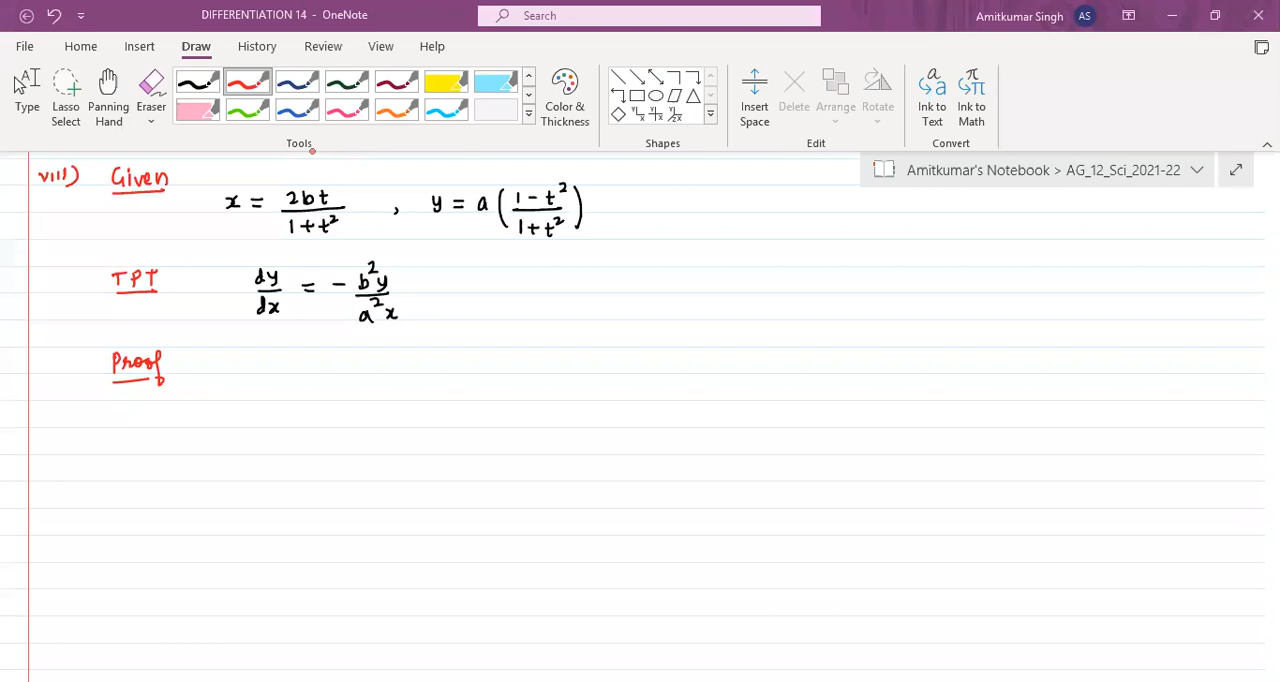 DIFFERENTIATION 14 - OneNote
Search
Amitkumar Singh AS
File Home Insert Draw History Review View Help
Type Lasso Select Panning Hand Eraser Color & Thickness Insert Space Delete Arrange Rotate Ink to Text Ink to Math
Tools Shapes Edit Convert
Amitkumar's Notebook > AG_12_Sci_2021-22
viii) Given
x = 2bt / 1+t² , y = a (1-t² / 1+t²)
TPT dy/dx = - b²y / a²x
Proof